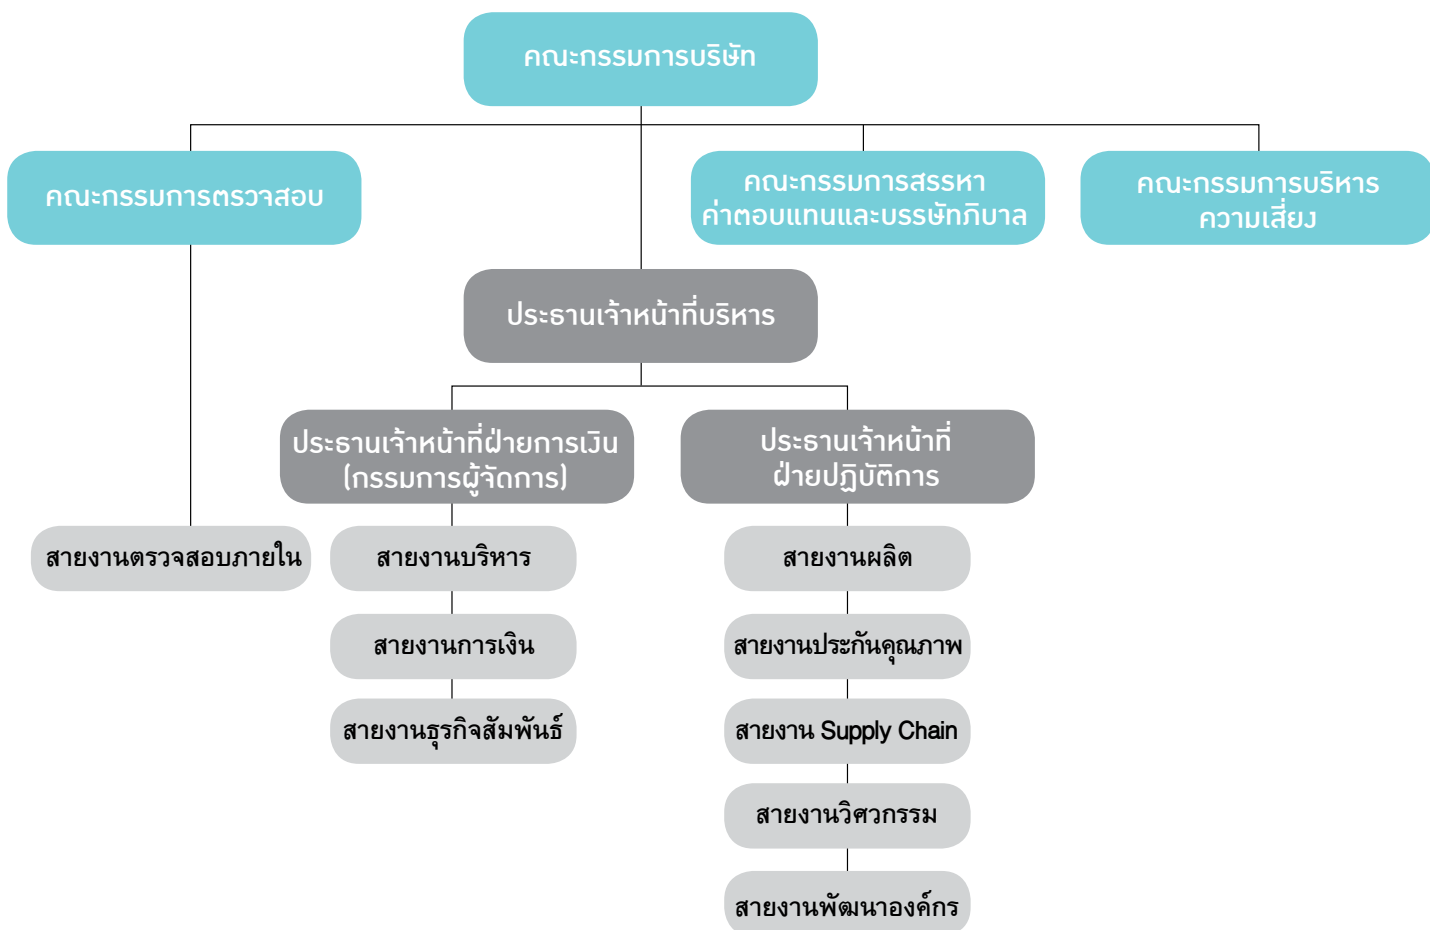 คณะกรรมการบริษัท
คณะกรรมการตรวจสอบ
คณะกรรมการสรรหา
ค่าตอบแทนและบรรษัทภิบาล
คณะกรรมการบริหาร
ความเสี่ยง
ประธานเจ้าหน้าที่บริหาร
ประธานเจ้าหน้าที่ฝ่ายการเงิน
(กรรมการผู้จัดการ)
ประธานเจ้าหน้าที่
ฝ่ายปฏิบัติการ
สายงานตรวจสอบภายใน
สายงานบริหาร
สายงานผลิต
สายงานการเงิน
สายงานประกันคุณภาพ
สายงานธุรกิจสัมพันธ์
สายงาน Supply Chain
สายงานวิศวกรรม
สายงานพัฒนาองค์กร